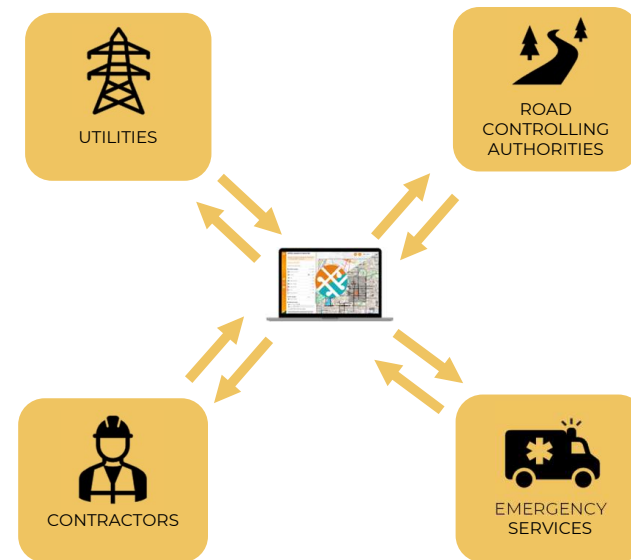 UTILITIES
ROAD
CONTROLLING
AUTHORITIES
CONTRACTORS
EMERGENCY
SERVICES